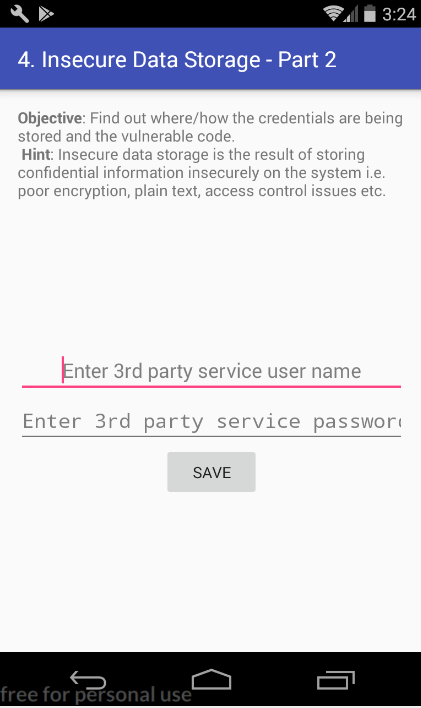 3:24
4. Insecure Data Storage - Part 2
Objective: Find out where/how the credentials are being
stored and the vulnerable code.
Hint: Insecure data storage is the result of storing
confidential information insecurely on the system i.e.
poor encryption, plain text, access control issues etc.
Enter 3rd party service user name
Enter 3rd party service password
SAVE
free for personal use